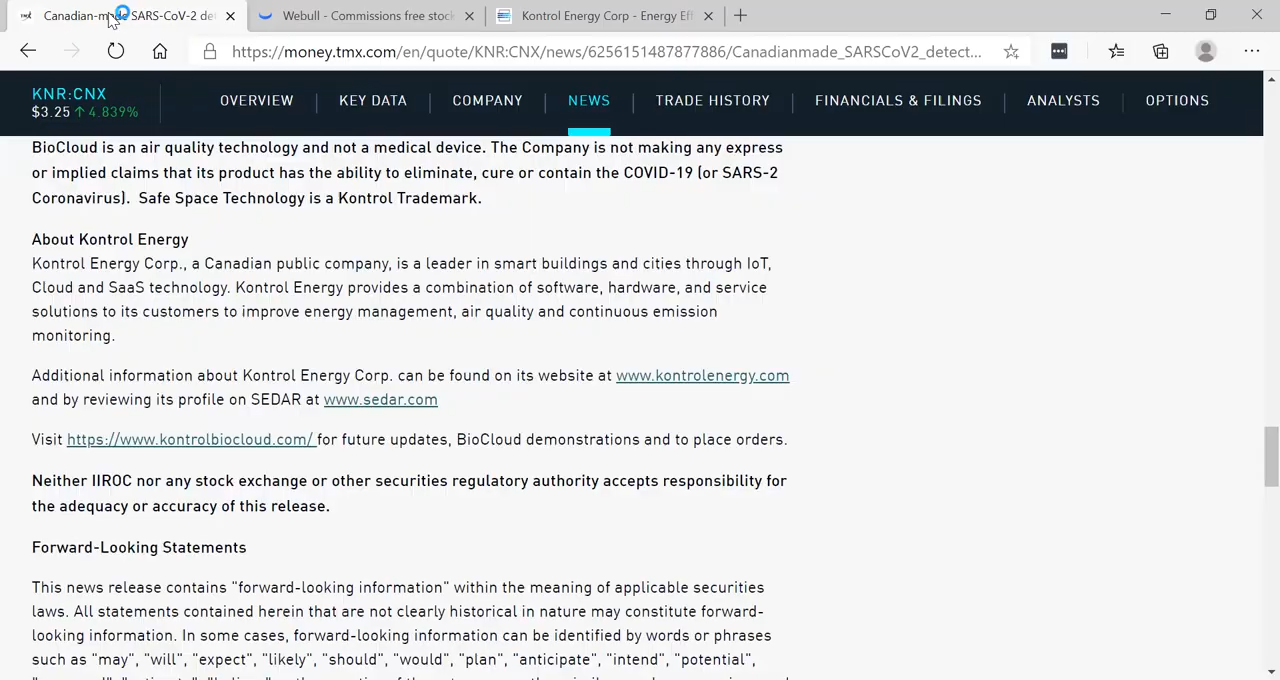 Canadian-made SARS-CoV-2 det
Webull - Commissions free stock
Kontrol Energy Corp - Energy Eff
https://money.tmx.com/en/quote/KNR:CNX/news/6256151487877886/Canadianmade_SARSCoV2_detect...
KNR:CNX
$3.25 ↑ 4.839%
OVERVIEW
KEY DATA
COMPANY
NEWS
TRADE HISTORY
FINANCIALS & FILINGS
ANALYSTS
OPTIONS
BioCloud is an air quality technology and not a medical device. The Company is not making any express
or implied claims that its product has the ability to eliminate, cure or contain the COVID-19 (or SARS-2
Coronavirus). Safe Space Technology is a Kontrol Trademark.
About Kontrol Energy
Kontrol Energy Corp., a Canadian public company, is a leader in smart buildings and cities through IoT,
Cloud and SaaS technology. Kontrol Energy provides a combination of software, hardware, and service
solutions to its customers to improve energy management, air quality and continuous emission
monitoring.
Additional information about Kontrol Energy Corp. can be found on its website at www.kontrolenergy.com
and by reviewing its profile on SEDAR at www.sedar.com
Visit https://www.kontrolbiocloud.com/ for future updates, BioCloud demonstrations and to place orders.
Neither IIROC nor any stock exchange or other securities regulatory authority accepts responsibility for
the adequacy or accuracy of this release.
Forward-Looking Statements
This news release contains "forward-looking information" within the meaning of applicable securities
laws. All statements contained herein that are not clearly historical in nature may constitute forward-
looking information. In some cases, forward-looking information can be identified by words or phrases
such as "may", "will", "expect", "likely", "should", "would", "plan", "anticipate", "intend", "potential",